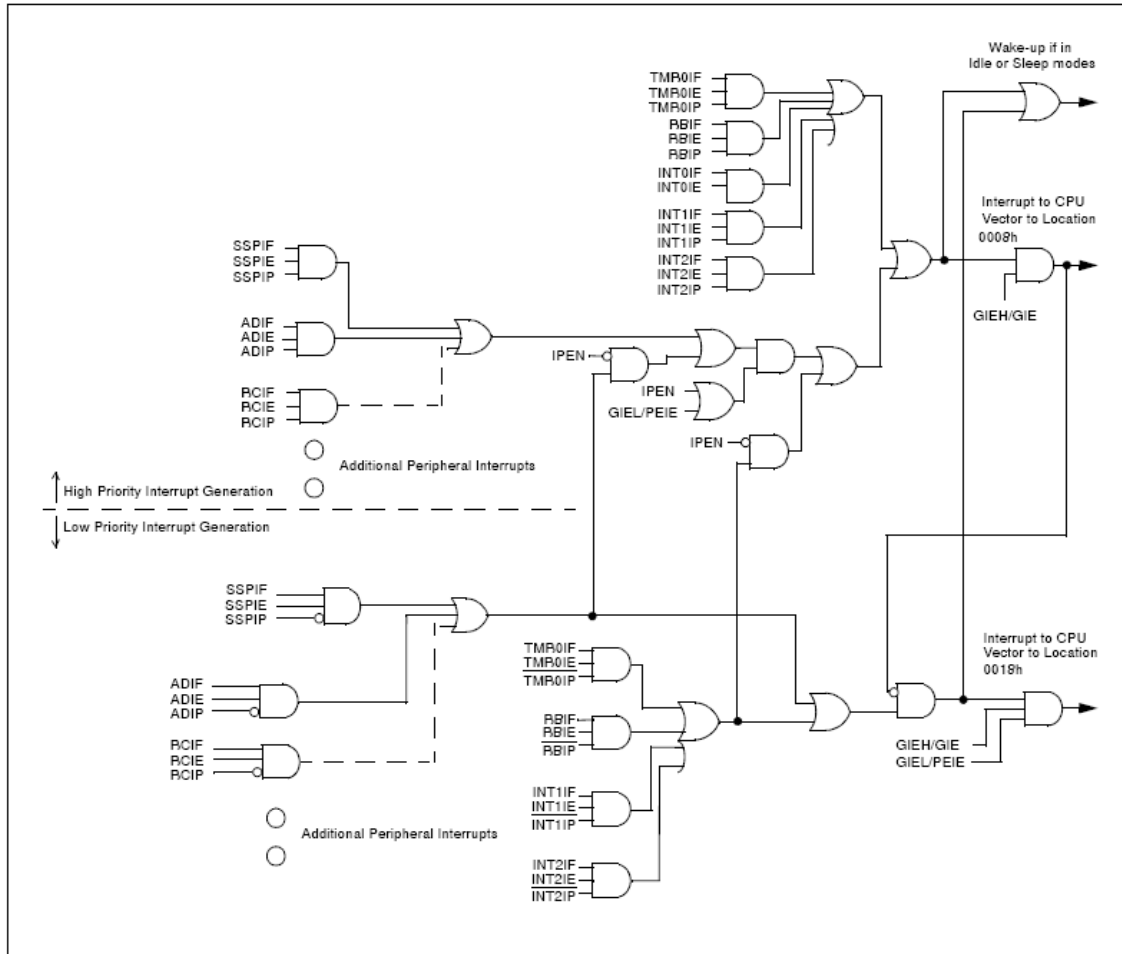 Wake-up if in
Idle or Sleep modes
TMR0IF
TMR0IE
TMR0IP
RBIF
RBIE
RBIP
INT0IF
INT0IE
INT1IF
INT1IE
INT1IP
INT2IF
INT2IE
INT2IP
Interrupt to CPU
Vector to Location
0008h
GIEH/GIE
SSPIF
SSPIE
SSPIP
ADIF
ADIE
ADIP
RCIF
RCIE
RCIP
IPEN
IPEN
GIEL/PEIE
IPEN
Additional Peripheral Interrupts
High Priority Interrupt Generation
Low Priority Interrupt Generation
SSPIF
SSPIE
SSPIP
ADIF
ADIE
ADIP
RCIF
RCIE
RCIP
Additional Peripheral Interrupts
TMR0IF
TMR0IE
TMR0IP
RBIF
RBIE
RBIP
INT1IF
INT1IE
INT1IP
INT2IF
INT2IE
INT2IP
Interrupt to CPU
Vector to Location
0018h
GIEH/GIE
GIEL/PEIE